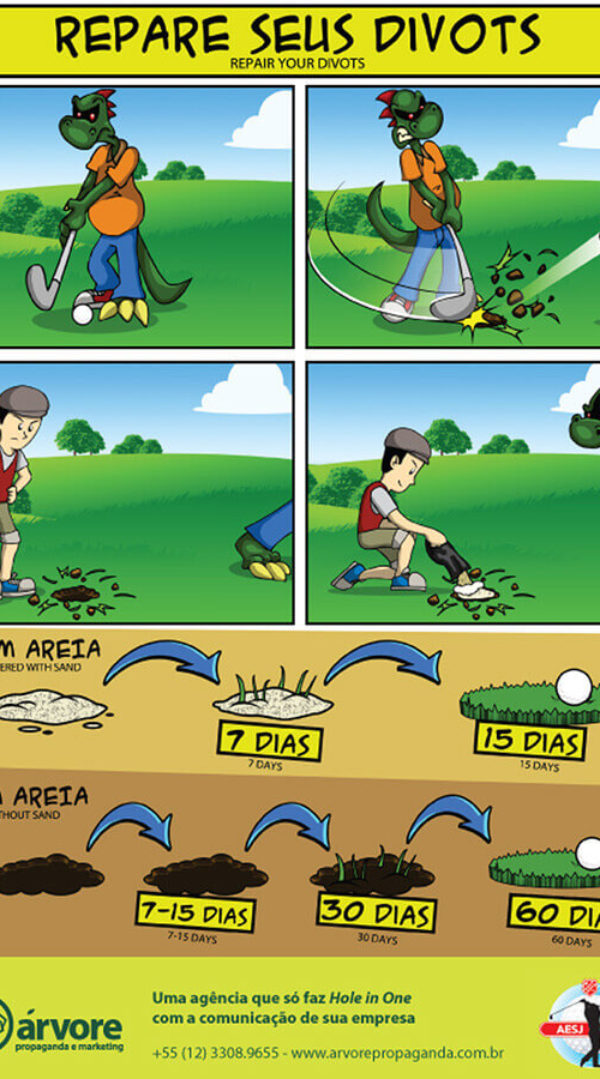 REPARE SEUS DIVOTS
REPAIR YOUR DIVOTS
M AREIA
ERED WITH SAND
7 DIAS
7 DAYS
15 DIAS
15 DAYS
AREIA
THOUT SAND
7-15 DIAS
7-15 DAYS
30 DIAS
30 DAYS
60 DIA
60 DAYS
árvore
propaganda e marketing
Uma agência que só faz Hole in One
com a comunicação de sua empresa
+55 (12) 3308.9655 - www.arvorepropaganda.com.br
AESJ